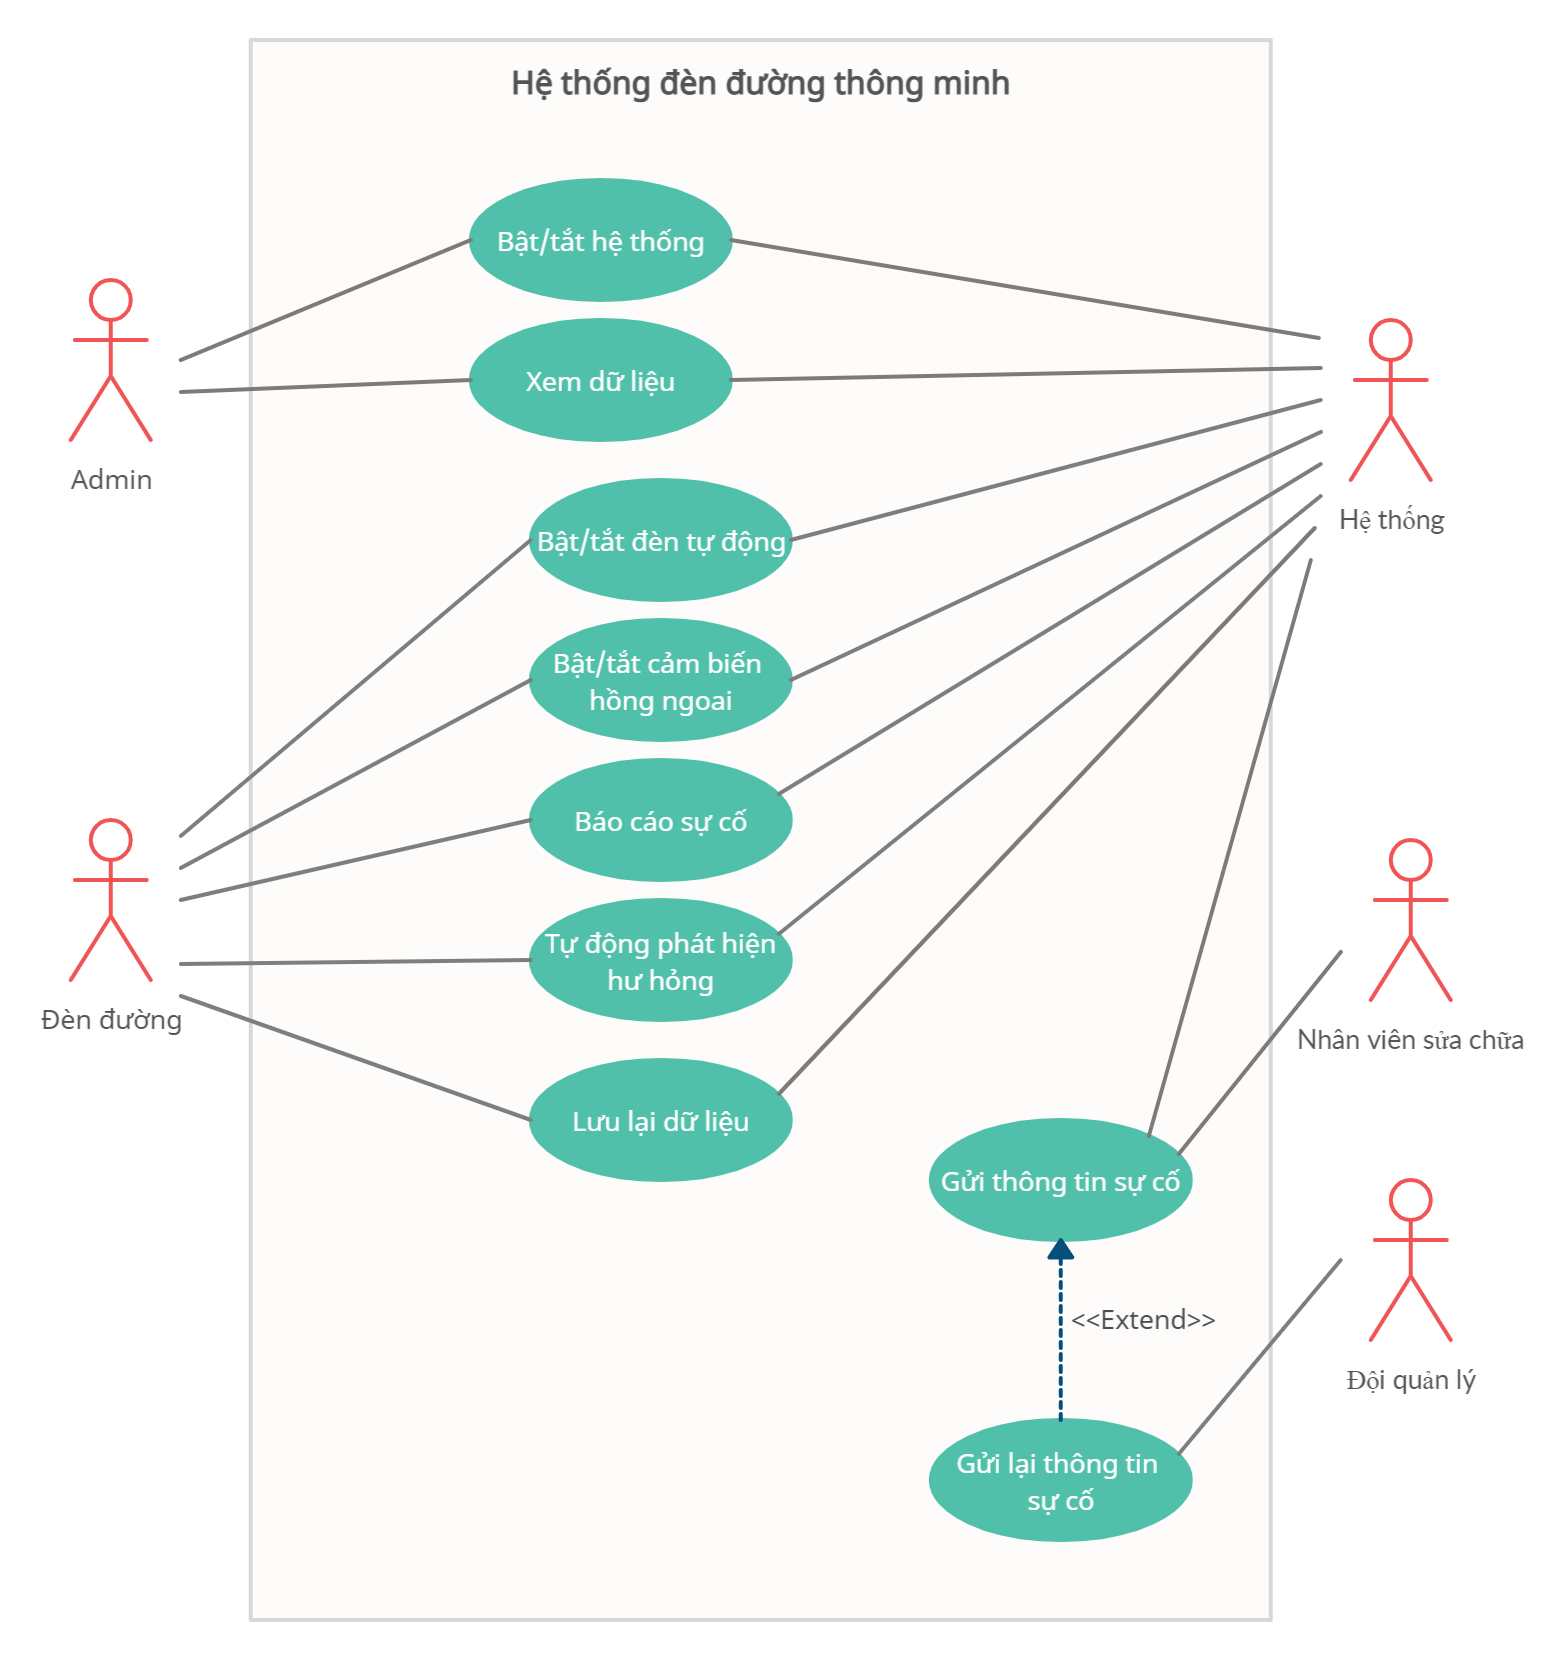 Hệ thống đèn đường thông minh
Bật/tắt hệ thống
Xem dữ liệu
Admin
Bật/tắt đèn tự động
Hệ thống
Bật/tắt cảm biến
hồng ngoai
Báo cáo sự cố
Tự động phát hiện
hư hỏng
Đèn đường
Nhân viên sửa chữa
Lưu lại dữ liệu
Gửi thông tin sự cố
<<Extend>>
Đội quản lý
Gửi lại thông tin
sự cố